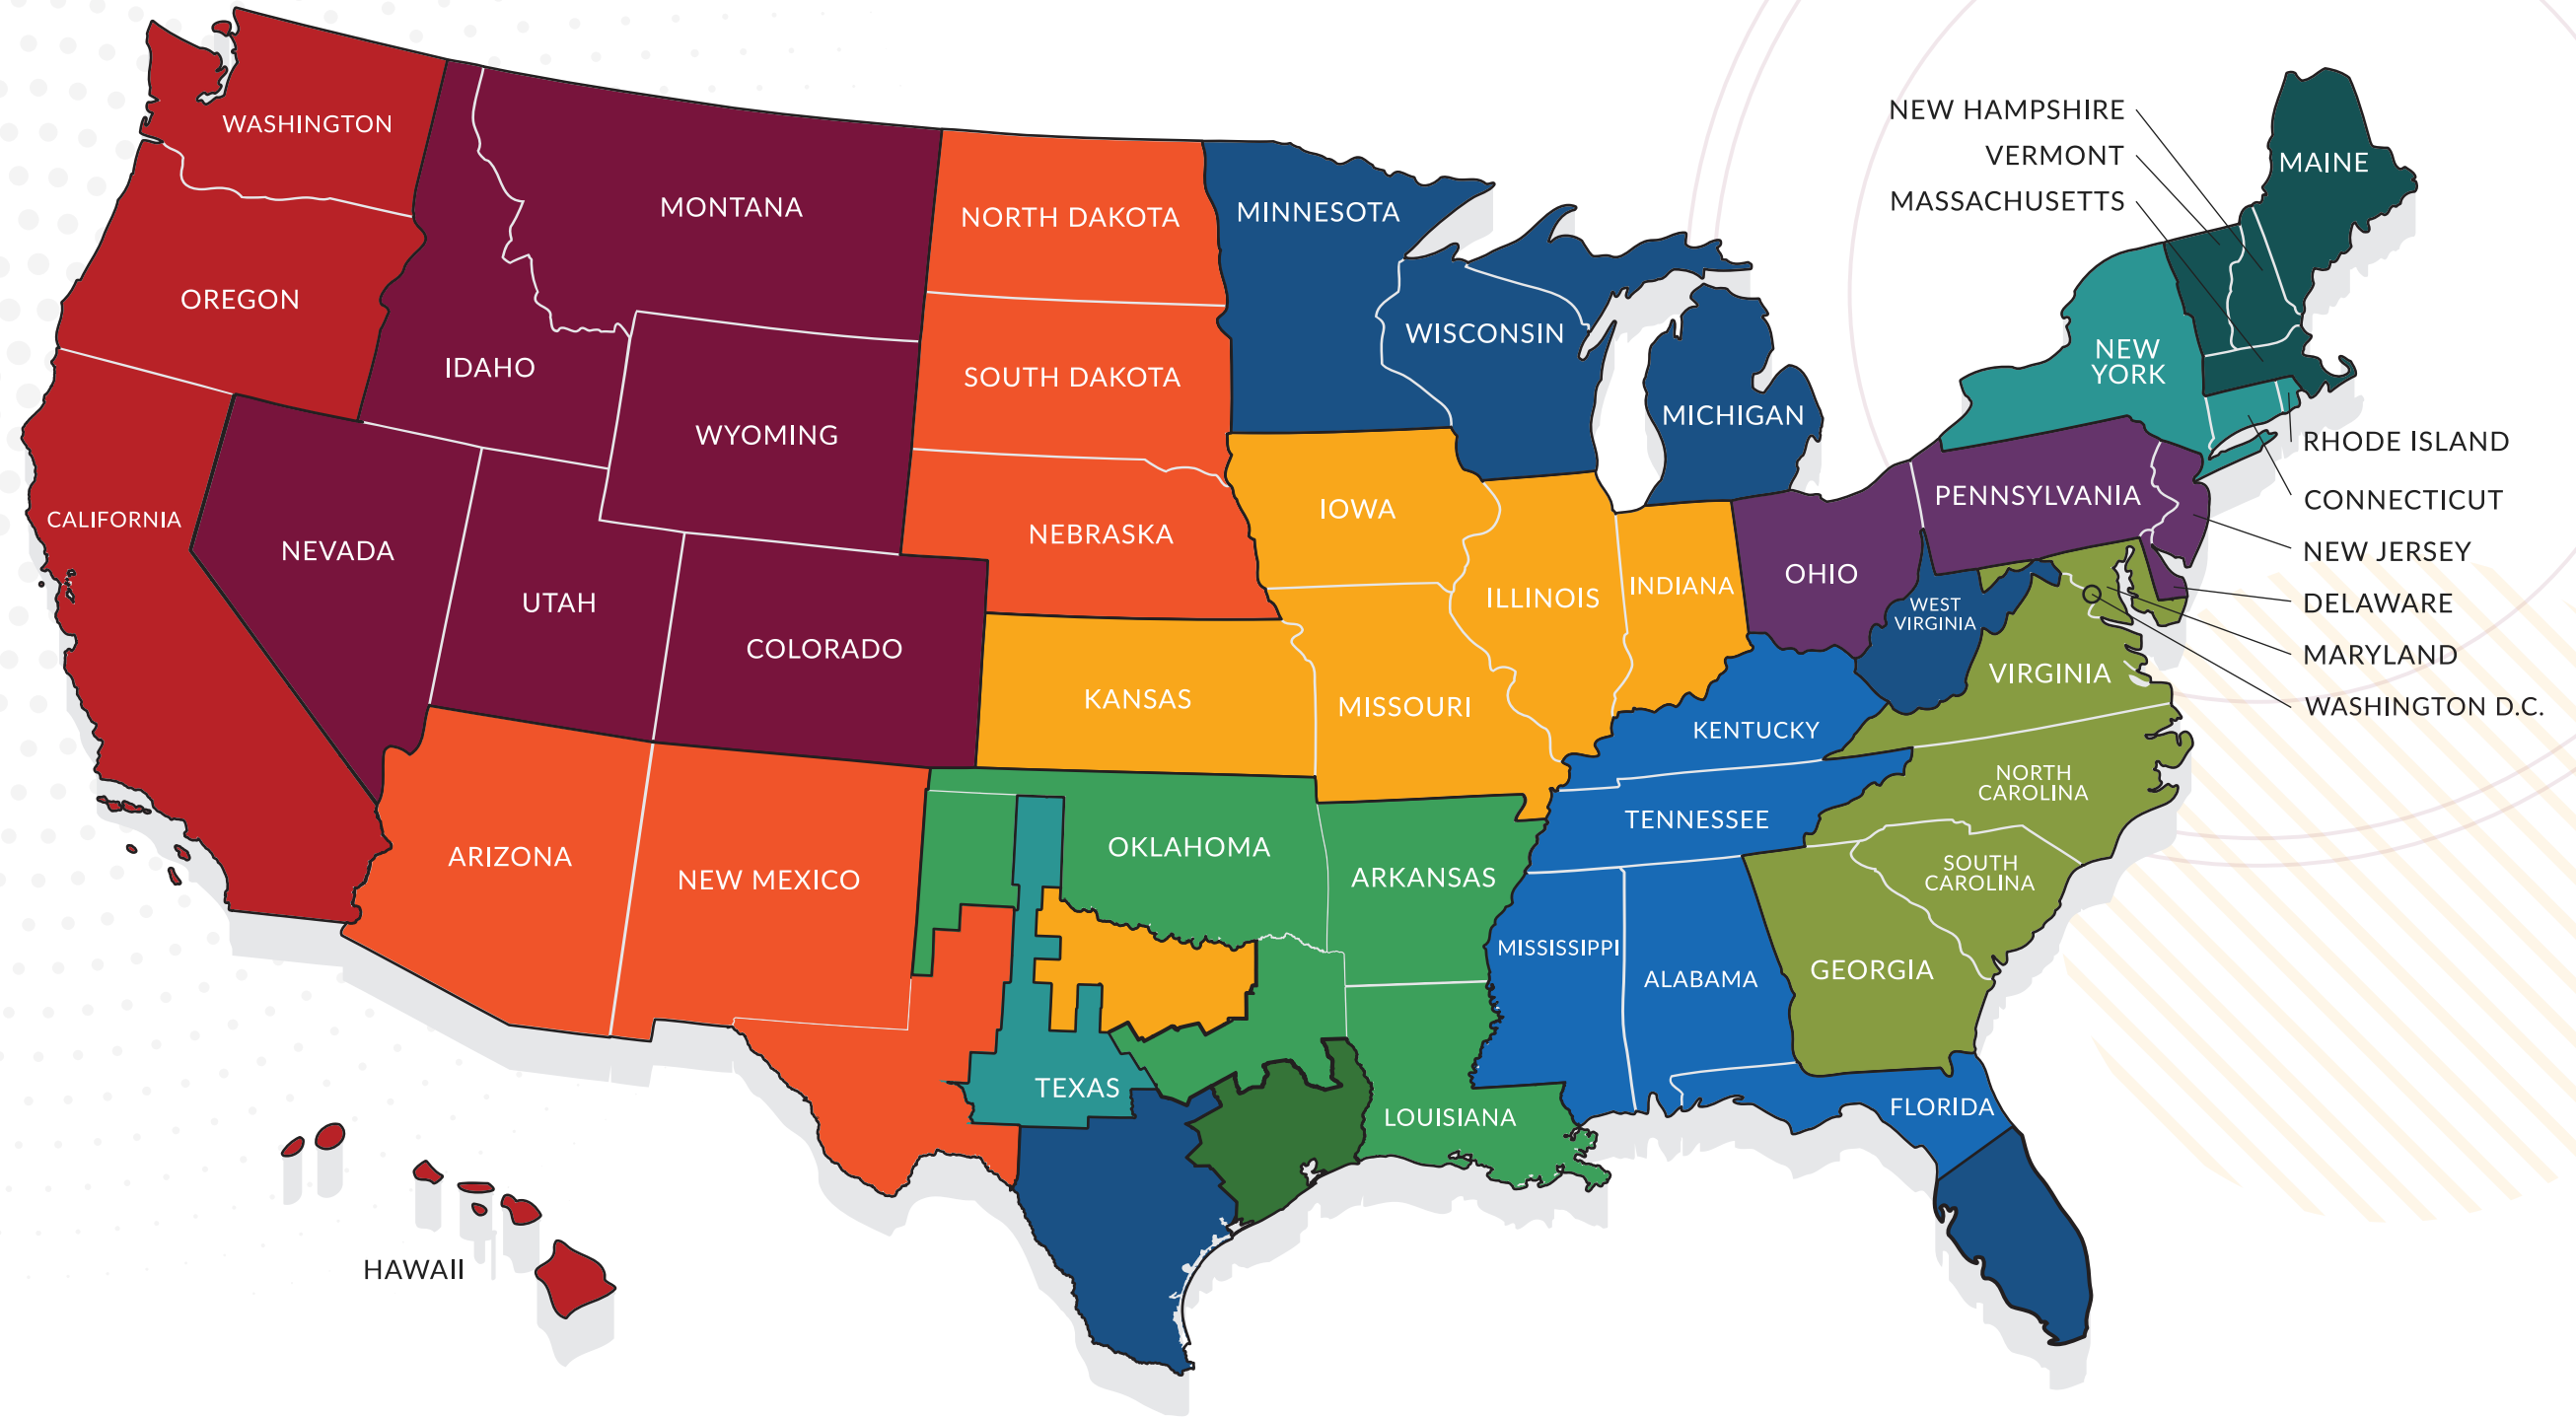 WASHINGTON
OREGON
CALIFORNIA
NEVADA
IDAHO
MONTANA
WYOMING
UTAH
COLORADO
ARIZONA
NEW MEXICO
NORTH DAKOTA
SOUTH DAKOTA
NEBRASKA
KANSAS
OKLAHOMA
TEXAS
MINNESOTA
WISCONSIN
MICHIGAN
IOWA
ILLINOIS
INDIANA
MISSOURI
ARKANSAS
LOUISIANA
OHIO
KENTUCKY
TENNESSEE
MISSISSIPPI
ALABAMA
GEORGIA
FLORIDA
SOUTH
CAROLINA
NORTH
CAROLINA
VIRGINIA
WEST
VIRGINIA
PENNSYLVANIA
NEW
YORK
MAINE
NEW HAMPSHIRE
VERMONT
MASSACHUSETTS
RHODE ISLAND
CONNECTICUT
NEW JERSEY
DELAWARE
MARYLAND
WASHINGTON D.C.
HAWAII